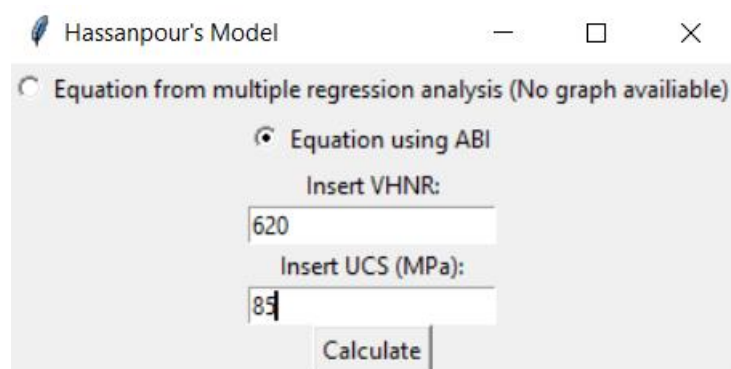 Hassanpour's Model
Equation from multiple regression analysis (No graph availiable)
Equation using ABI
Insert VHNR:
620
Insert UCS (MPa):
85
Calculate